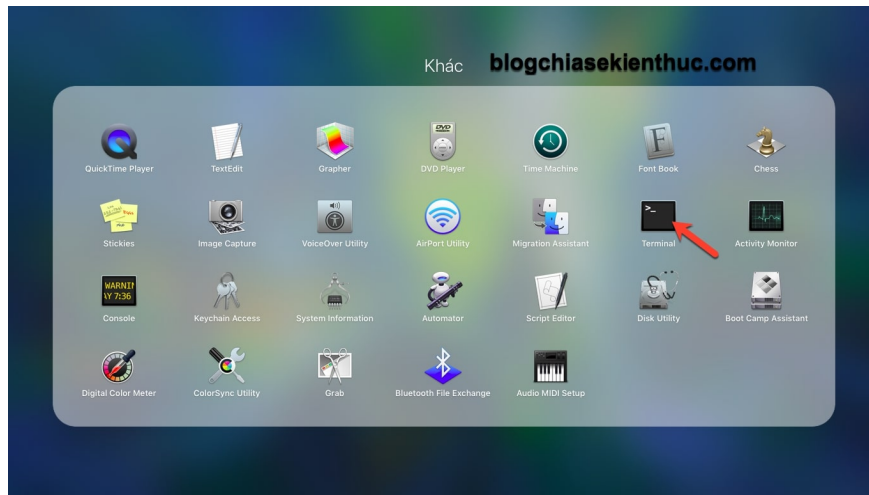 Khác
blogchiasekienthuc.com
QuickTime Player
TextEdit
Grapher
DVD Player
Time Machine
Font Book
Chess
Stickies
Image Capture
VoiceOver Utility
AirPort Utility
Migration Assistant
Terminal
Activity Monitor
WARNIN
AY 7:36
Console
Keychain Access
System Information
Automator
Script Editor
Disk Utility
Boot Camp Assistant
Digital Color Meter
ColorSync Utility
Grab
Bluetooth File Exchange
Audio MIDI Setup